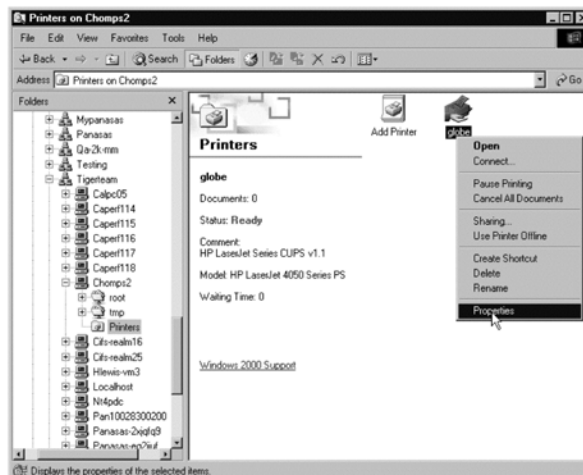 Printers on Chomps2
File Edit View Favorites Tools Help
Back Search Folders
Address Printers on Chomps2 Go
Folders
Mypanasas
Panasas
Qa-2k-mm
Testing
Tigerteam
Calpc05
Caperf114
Caperf115
Caperf116
Caperf117
Caperf118
Chomps2
root
tmp
Printers
Cifs-realm16
Cifs-realm25
Hlewis-vm3
Localhost
Nt4pdc
Pan10028300200
Panasas-2xjqfq9
Printers
globe
Documents: 0
Status: Ready
Comment:
HP LaserJet Series CUPS v1.1
Model: HP LaserJet 4050 Series PS
Waiting Time: 0
Windows 2000 Support
Add Printer
globe
Open
Connect...
Pause Printing
Cancel All Documents
Sharing...
Use Printer Offline
Create Shortcut
Delete
Rename
Properties
Displays the properties of the selected items.